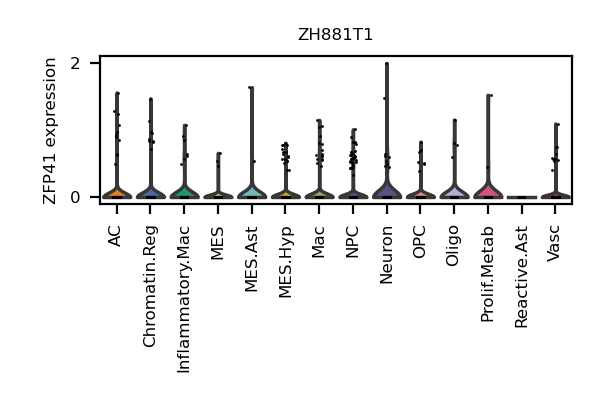 ZH881T1
ZFP41 expression
2
0
AC
Chromatin.Reg
Inflammatory.Mac
MES
MES.Ast
MES.Hyp
Mac
NPC
Neuron
OPC
Oligo
Prolif.Metab
Reactive.Ast
Vasc